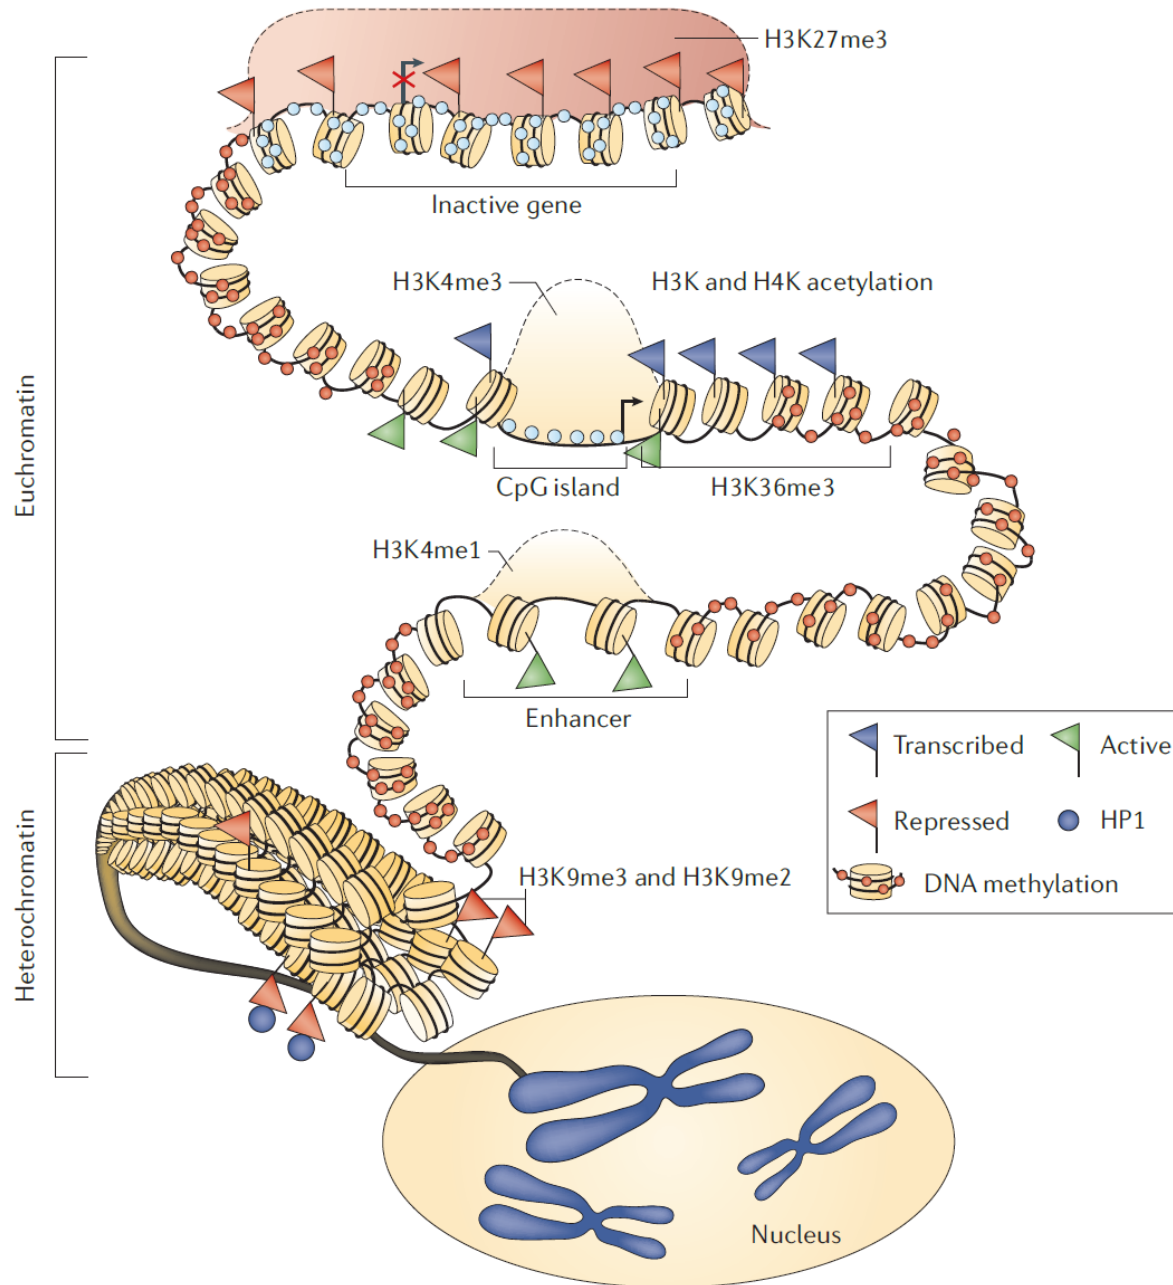 H3K27me3
Inactive gene
H3K4me3
H3K and H4K acetylation
CpG island
H3K36me3
Euchromatin
H3K4me1
Enhancer
Transcribed
Active
Repressed
HP1
DNA methylation
H3K9me3 and H3K9me2
Heterochromatin
Nucleus